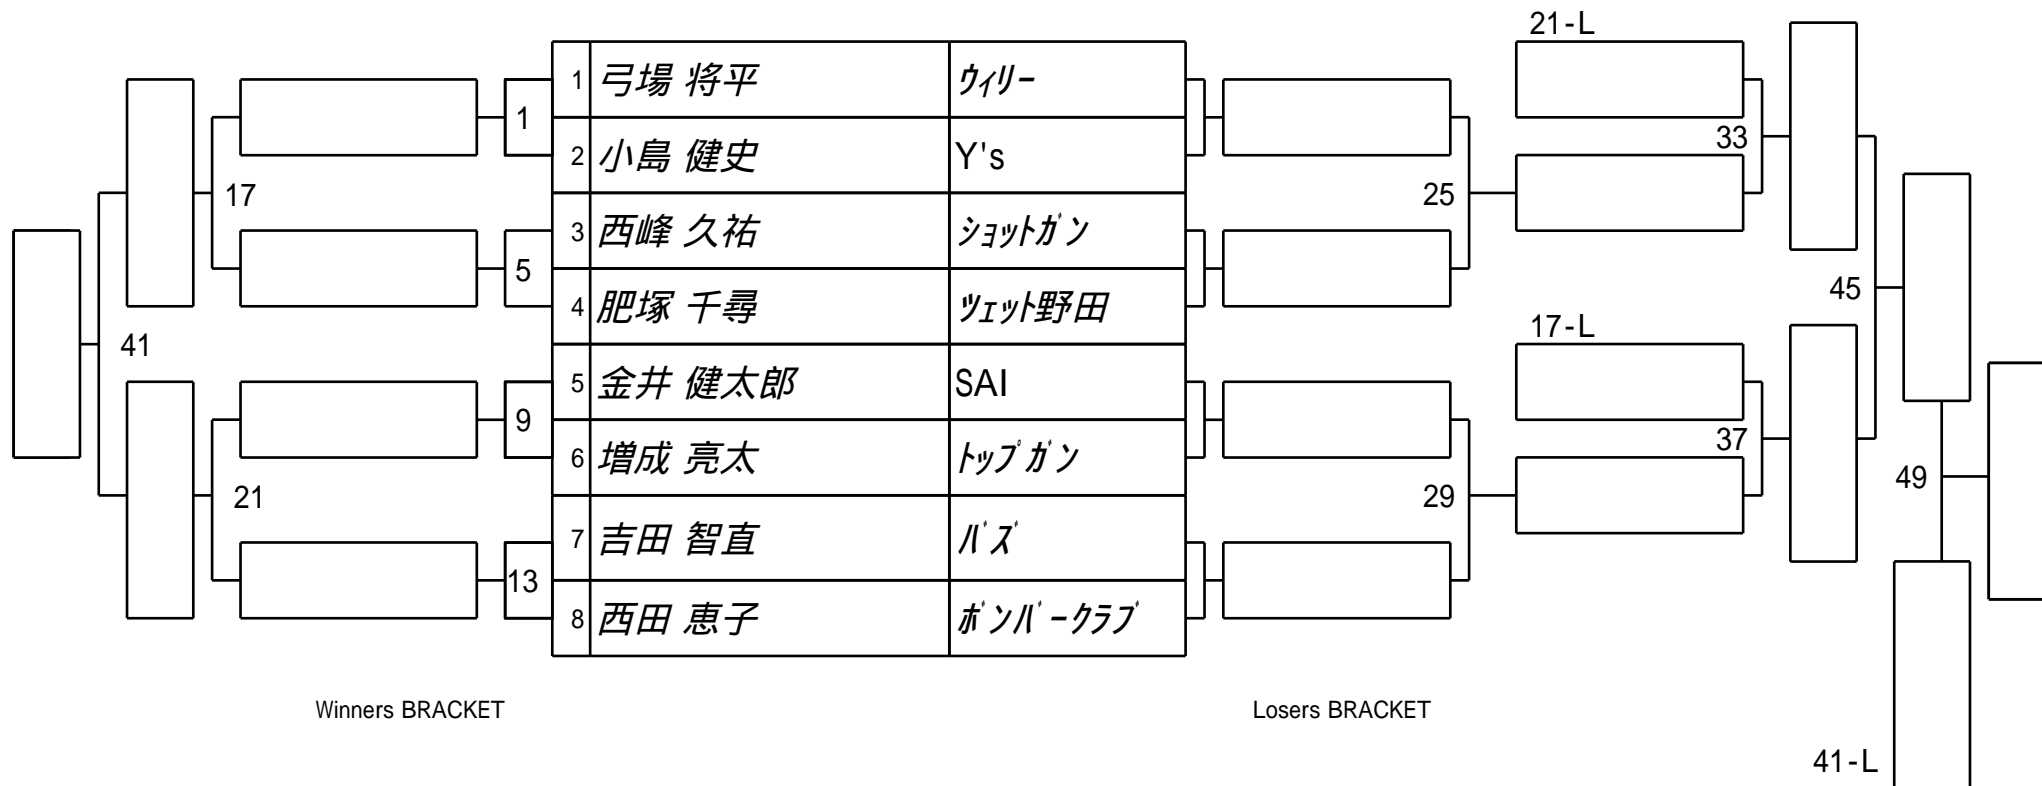 21-L
1 弓場 将平 ウィリー
1
2 小島 健史 Y's
33
17
25
3 西峰 久祐 ショットガン
5
4 肥塚 千尋 ツェット野田
45
17-L
41
5 金井 健太郎 SAI
9
6 増成 亮太 トップガン
37
21
29
49
7 吉田 智直 バズ
13
8 西田 恵子 ボンバークラブ
Winners BRACKET
Losers BRACKET
41-L